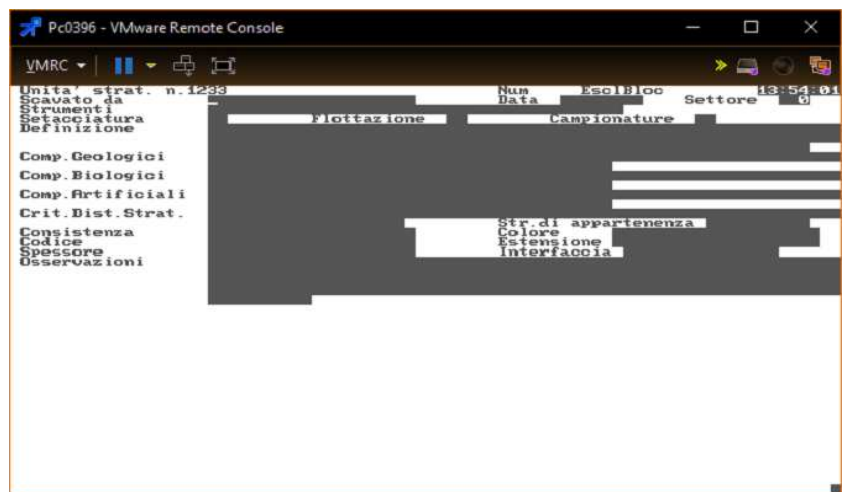 Pc0396 - VMware Remote Console
VMRC
Unita' strat. n.1233 Num EsclBloc 13:54:01
Scavato da Data Settore 0
Strumenti
Setacciatura Flottazione Campionature
Definizione
Comp.Geologici
Comp.Biologici
Comp.Artificiali
Crit.Dist.Strat.
Str.di appartenenza
Consistenza Colore
Codice Estensione
Spessore Interfaccia
Osservazioni